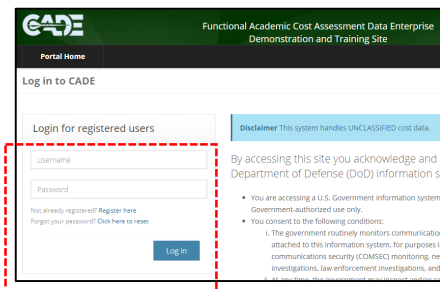 CADE
Functional Academic Cost Assessment Data Enterprise
Demonstration and Training Site
Portal Home
Log in to CADE
Login for registered users
Username
Password
Not already registered? Register here
Forgot your password? Click here to reset
Log in
Disclaimer This system handles UNCLASSIFIED cost data.
By accessing this site you acknowledge and
Department of Defense (DoD) information s
You are accessing a U.S. Government information system
Government-authorized use only.
You consent to the following conditions:
i. The government routinely monitors communication
attached to this information system, for purposes i
communications security (COMSEC) monitoring, ne
investigations, law enforcement investigations, and